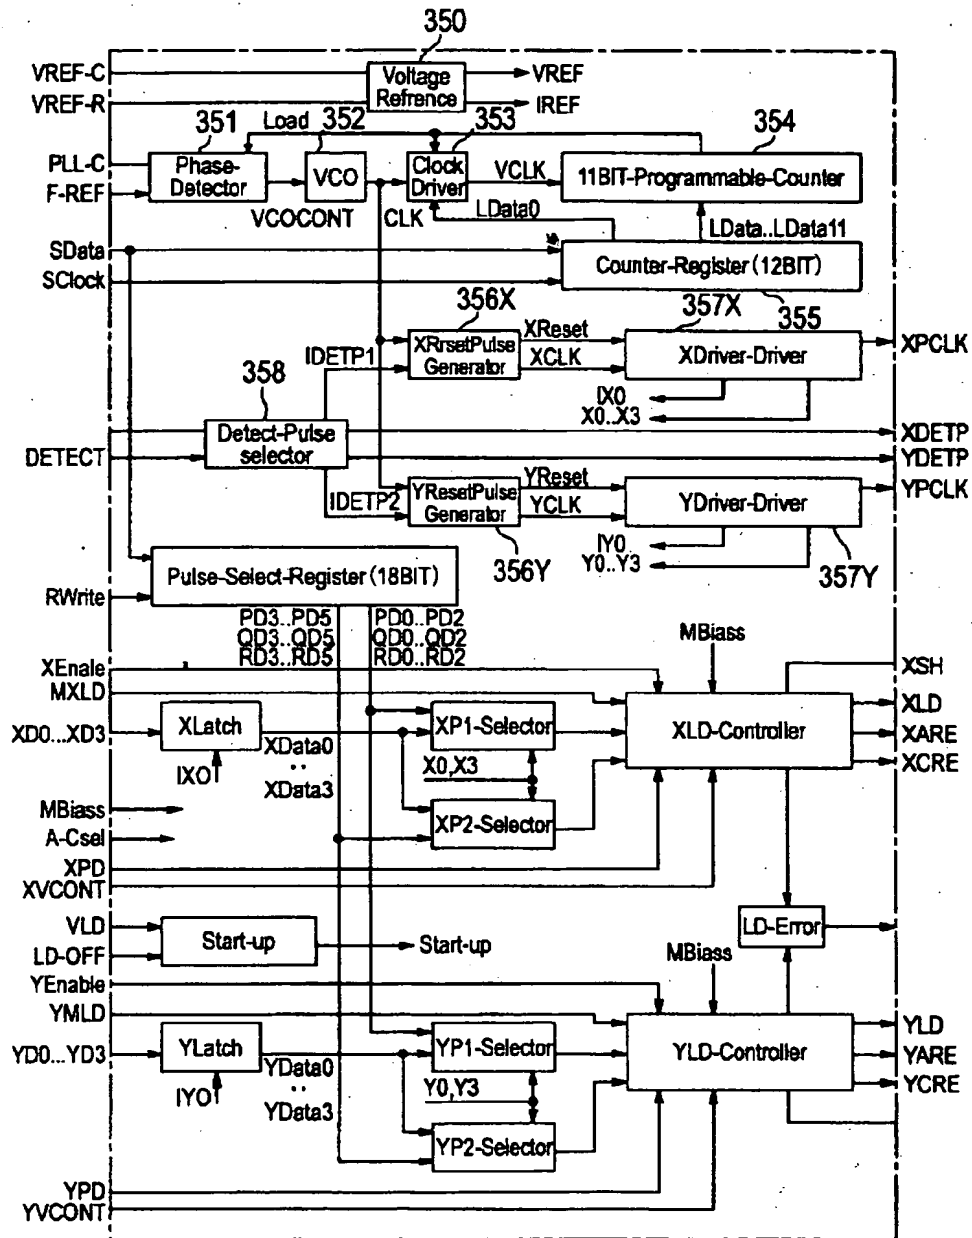 350
VREF-C
Voltage
Refrence
VREF
VREF-R
IREF
351
Load
352
353
354
PLL-C
Phase-
Detector
VCO
Clock
Driver
VCLK
11BIT-Programmable-Counter
F-REF
VCOCONT
CLK
LData0
LData..LData11
SData
Counter-Register(12BIT)
SClock
355
356X
357X
XReset
IDETP1
XRrsetPulse
Generator
XCLK
XDriver-Driver
XPCLK
358
IX0
X0..X3
Detect-Pulse
selector
XDETP
DETECT
YDETP
IDETP2
YResetPulse
Generator
YReset
YCLK
YDriver-Driver
YPCLK
IY0
Y0..Y3
356Y
357Y
Pulse-Select-Register(18BIT)
RWrite
PD3..PD5
QD3..QD5
RD3..RD5
PD0..PD2
QD0..QD2
RD0..RD2
MBiass
XEnale
XSH
MXLD
XLD
XD0...XD3
XLatch
XData0
..
XData3
IXO
XP1-Selector
X0,X3
XP2-Selector
XLD-Controller
XARE
XCRE
MBiass
A-Csel
XPD
XVCONT
VLD
LD-OFF
Start-up
Start-up
LD-Error
MBiass
YEnable
YMLD
YLD
YD0...YD3
YLatch
YData0
..
YData3
IYO
YP1-Selector
Y0,Y3
YP2-Selector
YLD-Controller
YARE
YCRE
YPD
YVCONT